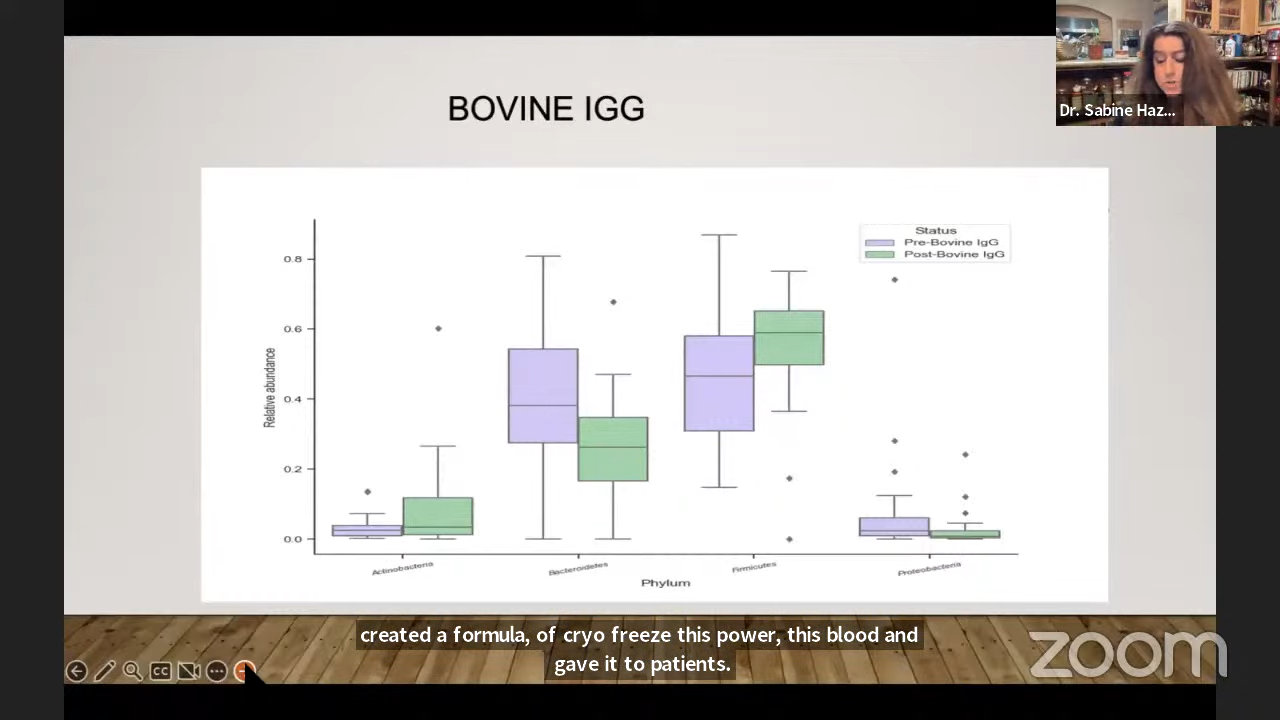 BOVINE IGG
Dr. Sabine Haz...
Status
Pre-Bovine IgG
Post-Bovine IgG
0.8
0.6
0.4
0.2
0.0
Relative abundance
Actinobacteria
Bacteroidetes
Firmicutes
Proteobacteria
Phylum
created a formula, of cryo freeze this power, this blood and
gave it to patients.
CC
zoom